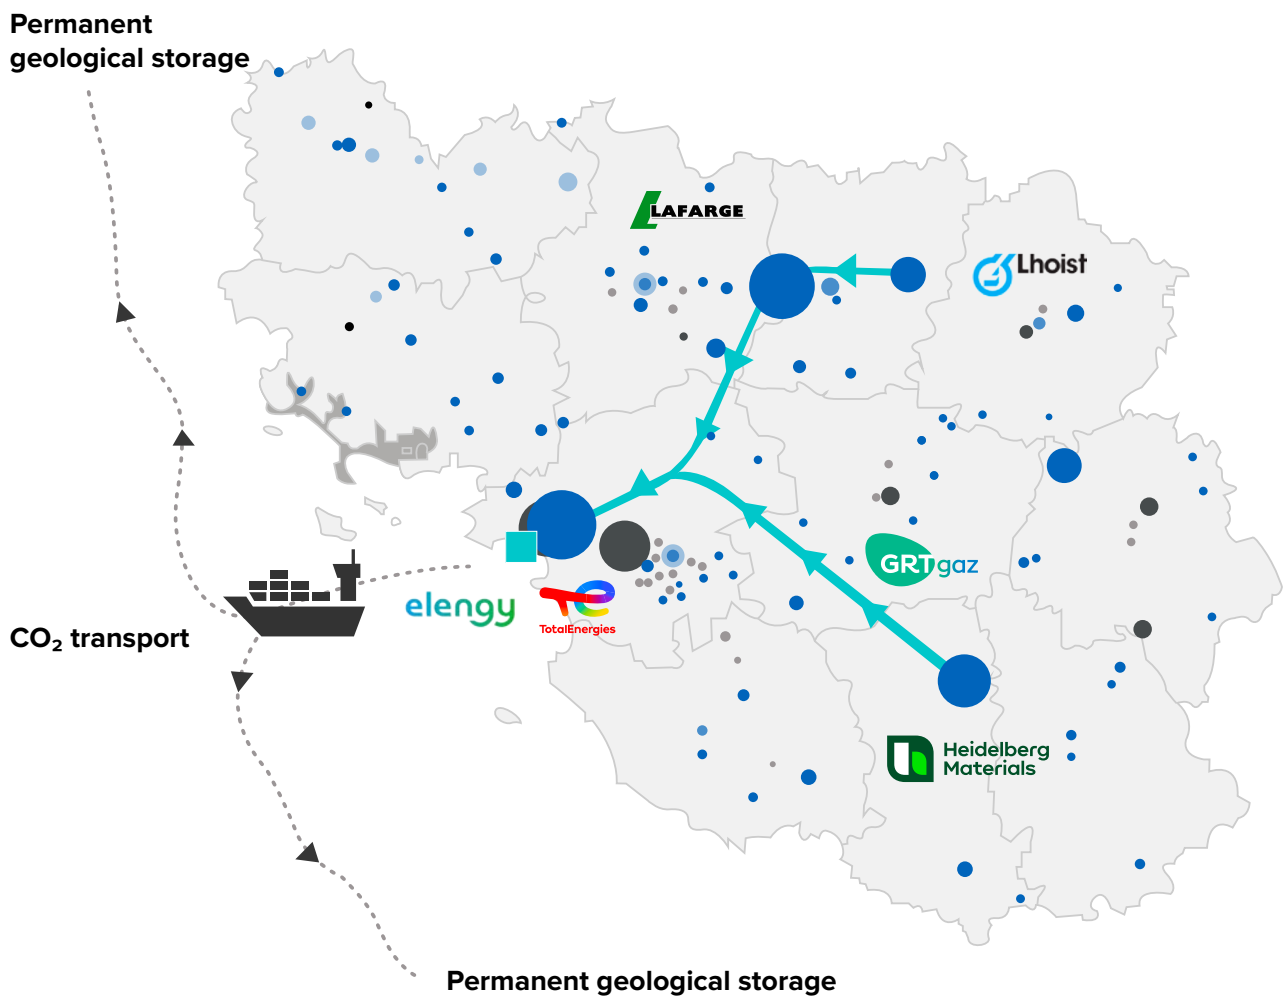 Permanent
geological storage
LAFARGE
Lhoist
GRTgaz
elengy
TotalEnergies
CO₂ transport
Heidelberg
Materials
Permanent geological storage